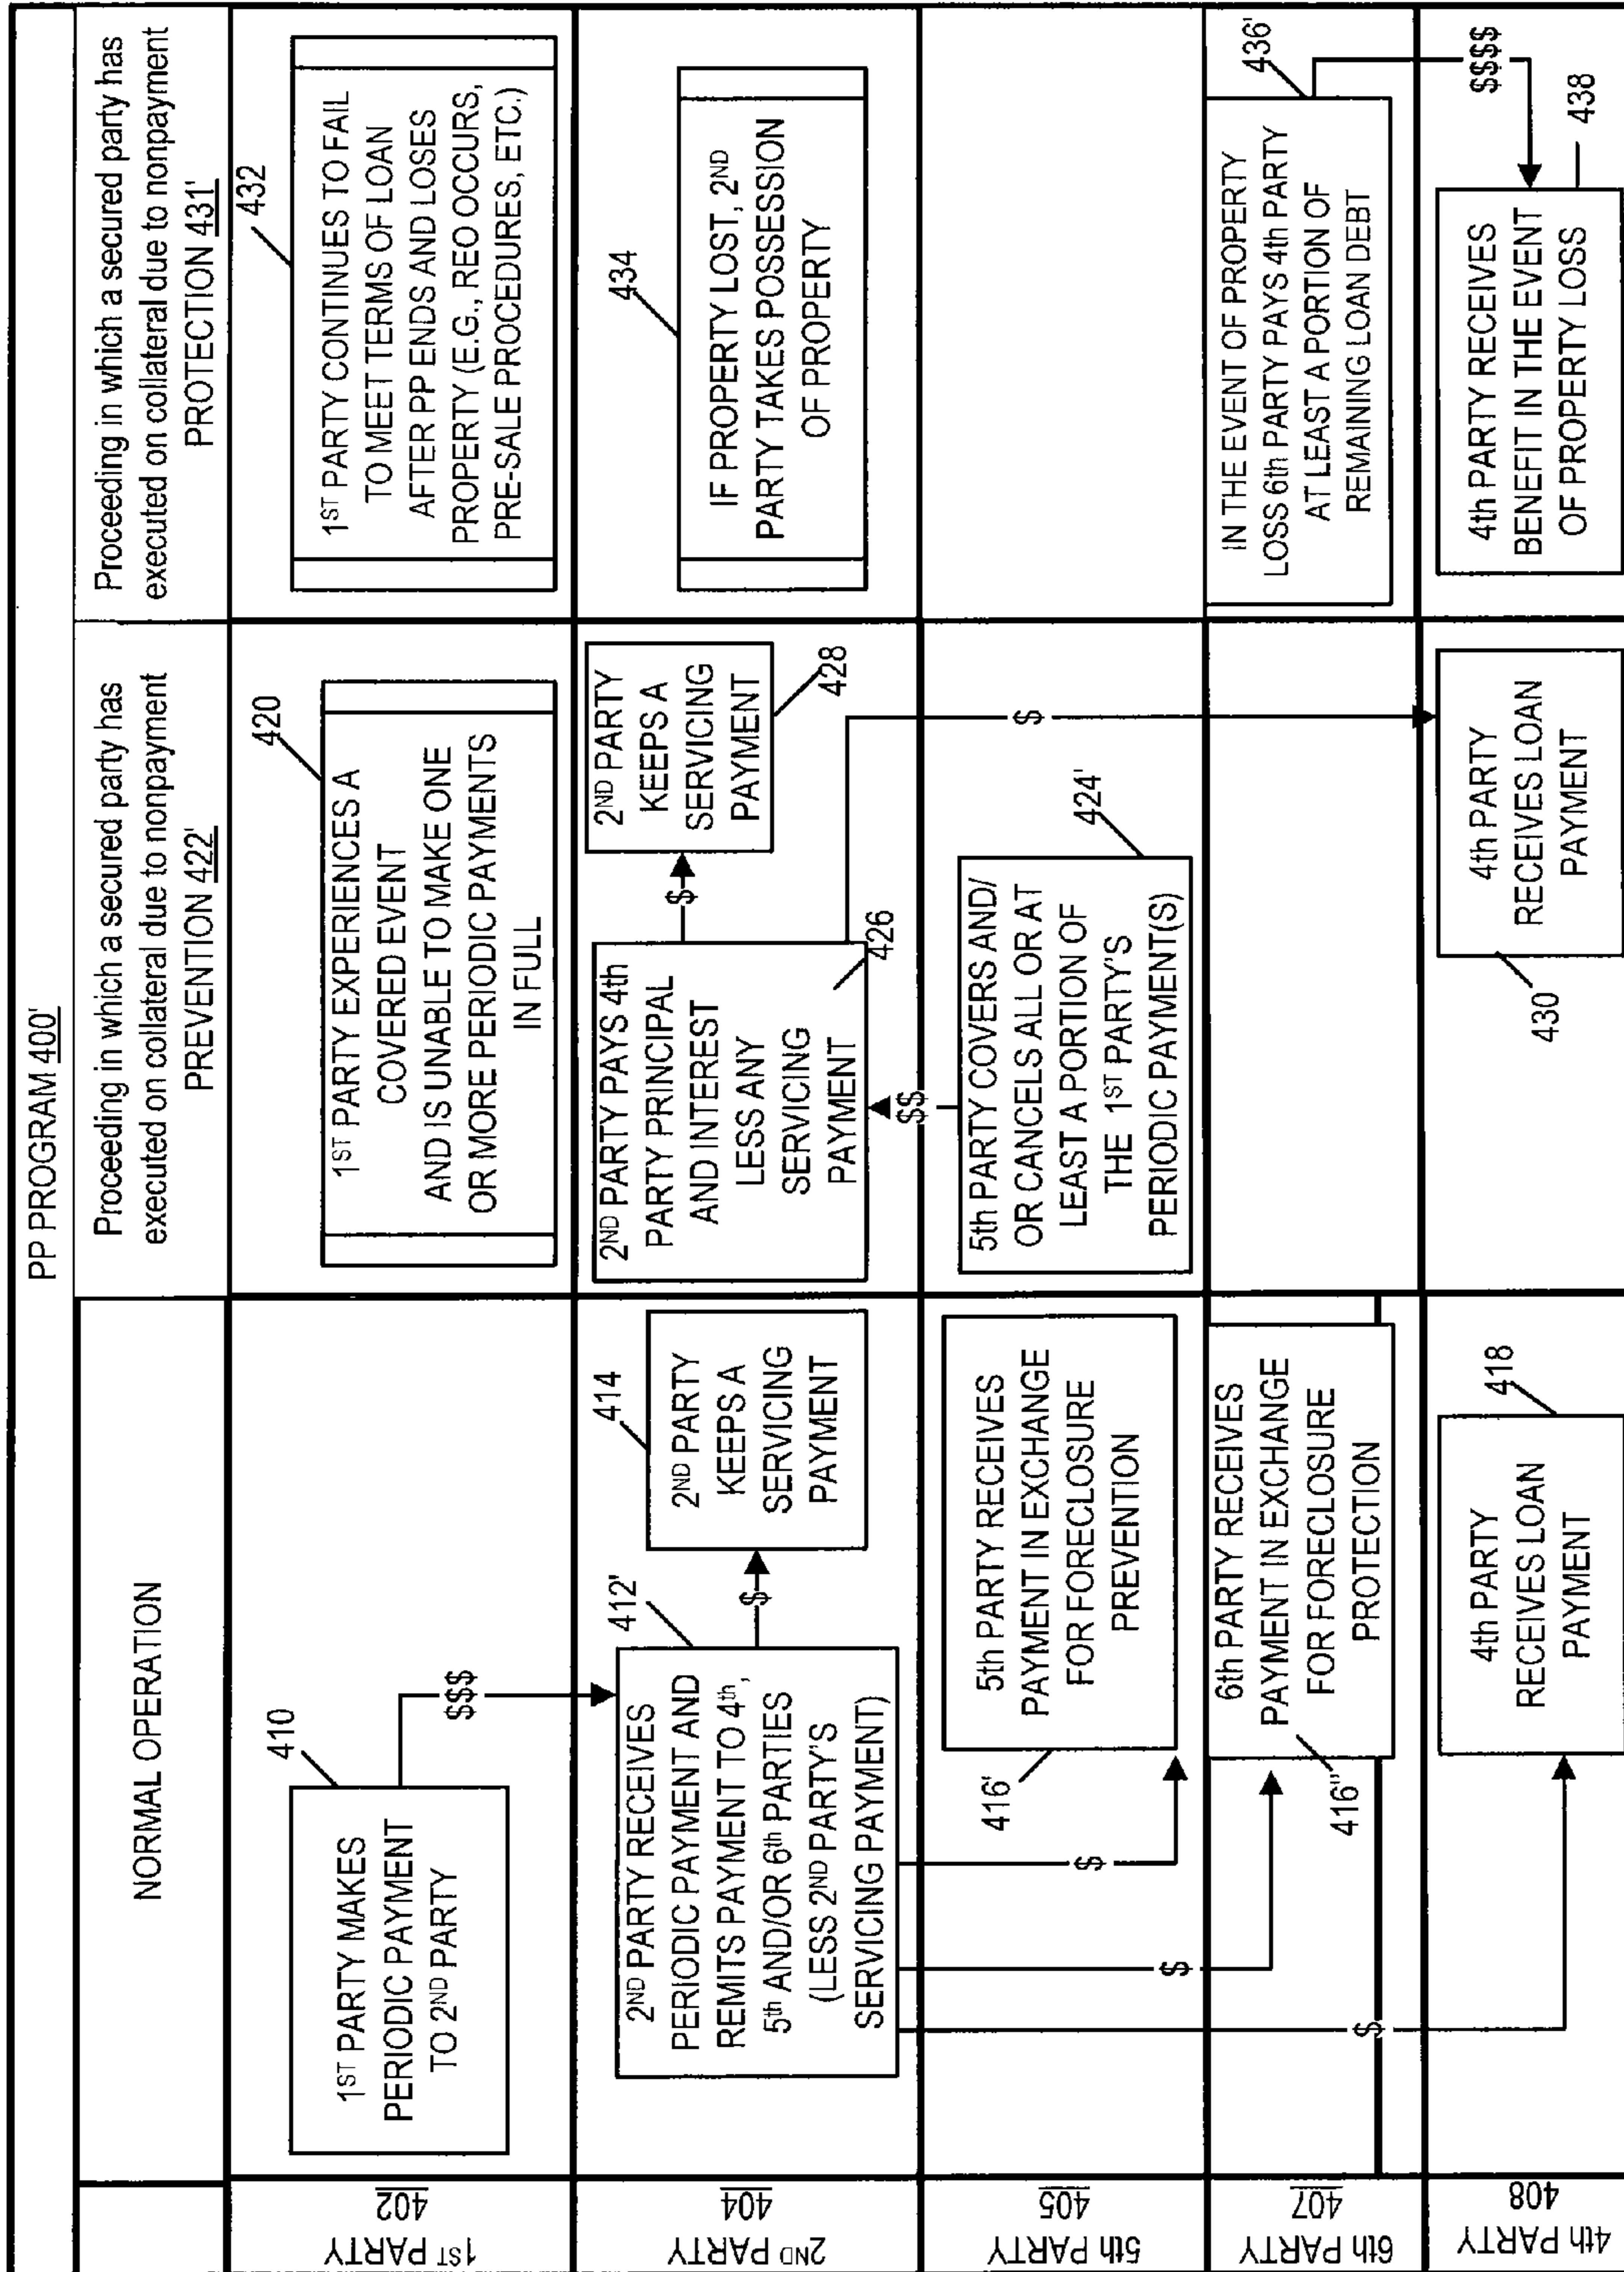 PP PROGRAM 400'
NORMAL OPERATION
Proceeding in which a secured party has
executed on collateral due to nonpayment
PREVENTION 422'
Proceeding in which a secured party has
executed on collateral due to nonpayment
PROTECTION 431'
1ST PARTY
402
410
1ST PARTY MAKES
PERIODIC PAYMENT
TO 2ND PARTY
$$$
420
1ST PARTY EXPERIENCES A
COVERED EVENT
AND IS UNABLE TO MAKE ONE
OR MORE PERIODIC PAYMENTS
IN FULL
432
1ST PARTY CONTINUES TO FAIL
TO MEET TERMS OF LOAN
AFTER PP ENDS AND LOSES
PROPERTY (E.G., REO OCCURS,
PRE-SALE PROCEDURES, ETC.)
2ND PARTY
404
412'
2ND PARTY RECEIVES
PERIODIC PAYMENT AND
REMITS PAYMENT TO 4th,
5th AND/OR 6th PARTIES
(LESS 2ND PARTY'S
SERVICING PAYMENT)
$
414
2ND PARTY
KEEPS A
SERVICING
PAYMENT
2ND PAYS 4th
PARTY PRINCIPAL
AND INTEREST
LESS ANY
SERVICING
PAYMENT
426
$
2ND PARTY
KEEPS A
SERVICING
PAYMENT
428
434
IF PROPERTY LOST, 2ND
PARTY TAKES POSSESSION
OF PROPERTY
5th PARTY
405
$
416'
5th PARTY RECEIVES
PAYMENT IN EXCHANGE
FOR FORECLOSURE
PREVENTION
$$
5th PARTY COVERS AND/
OR CANCELS ALL OR AT
LEAST A PORTION OF
THE 1ST PARTY'S
PERIODIC PAYMENT(S)
424'
$
6th PARTY
407
$
6th PARTY RECEIVES
PAYMENT IN EXCHANGE
FOR FORECLOSURE
PROTECTION
416"
IN THE EVENT OF PROPERTY
LOSS 6th PARTY PAYS 4th PARTY
AT LEAST A PORTION OF
REMAINING LOAN DEBT
436'
$$$$
4th PARTY
408
$
4th PARTY
RECEIVES LOAN
PAYMENT
418
430
4th PARTY
RECEIVES LOAN
PAYMENT
4th PARTY RECEIVES
BENEFIT IN THE EVENT
OF PROPERTY LOSS
438